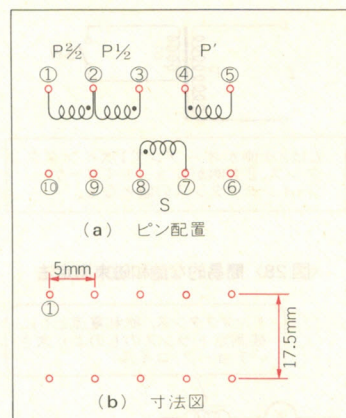 P²⁄₂ P½ P'
① ② ③ ④ ⑤
⑩ ⑨ ⑧ ⑦ ⑥
S
(a) ピン配置
5mm
①
17.5mm
(b) 寸法図